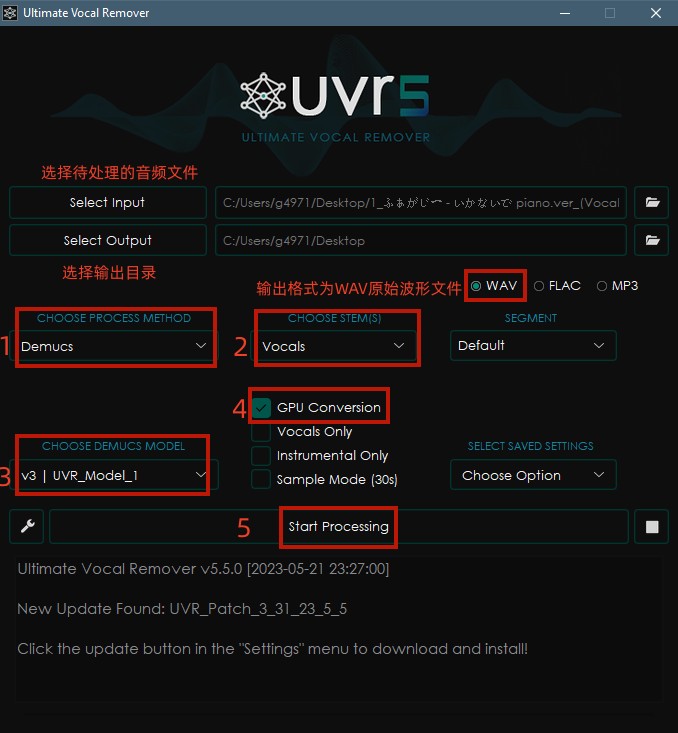 Ultimate Vocal Remover
uvr5
ULTIMATE VOCAL REMOVER
选择待处理的音频文件
Select Input
C:/Users/g4971/Desktop/1_ふぁがじー - いかないで piano.ver_(Vocal
Select Output
C:/Users/g4971/Desktop
选择输出目录
输出格式为WAV原始波形文件
WAV
FLAC
MP3
CHOOSE PROCESS METHOD
CHOOSE STEM(S)
SEGMENT
1
Demucs
2
Vocals
Default
4
GPU Conversion
Vocals Only
CHOOSE DEMUCS MODEL
SELECT SAVED SETTINGS
Instrumental Only
3
v3 | UVR_Model_1
Sample Mode (30s)
Choose Option
5
Start Processing
Ultimate Vocal Remover v5.5.0 [2023-05-21 23:27:00]
New Update Found: UVR_Patch_3_31_23_5_5
Click the update button in the "Settings" menu to download and install!